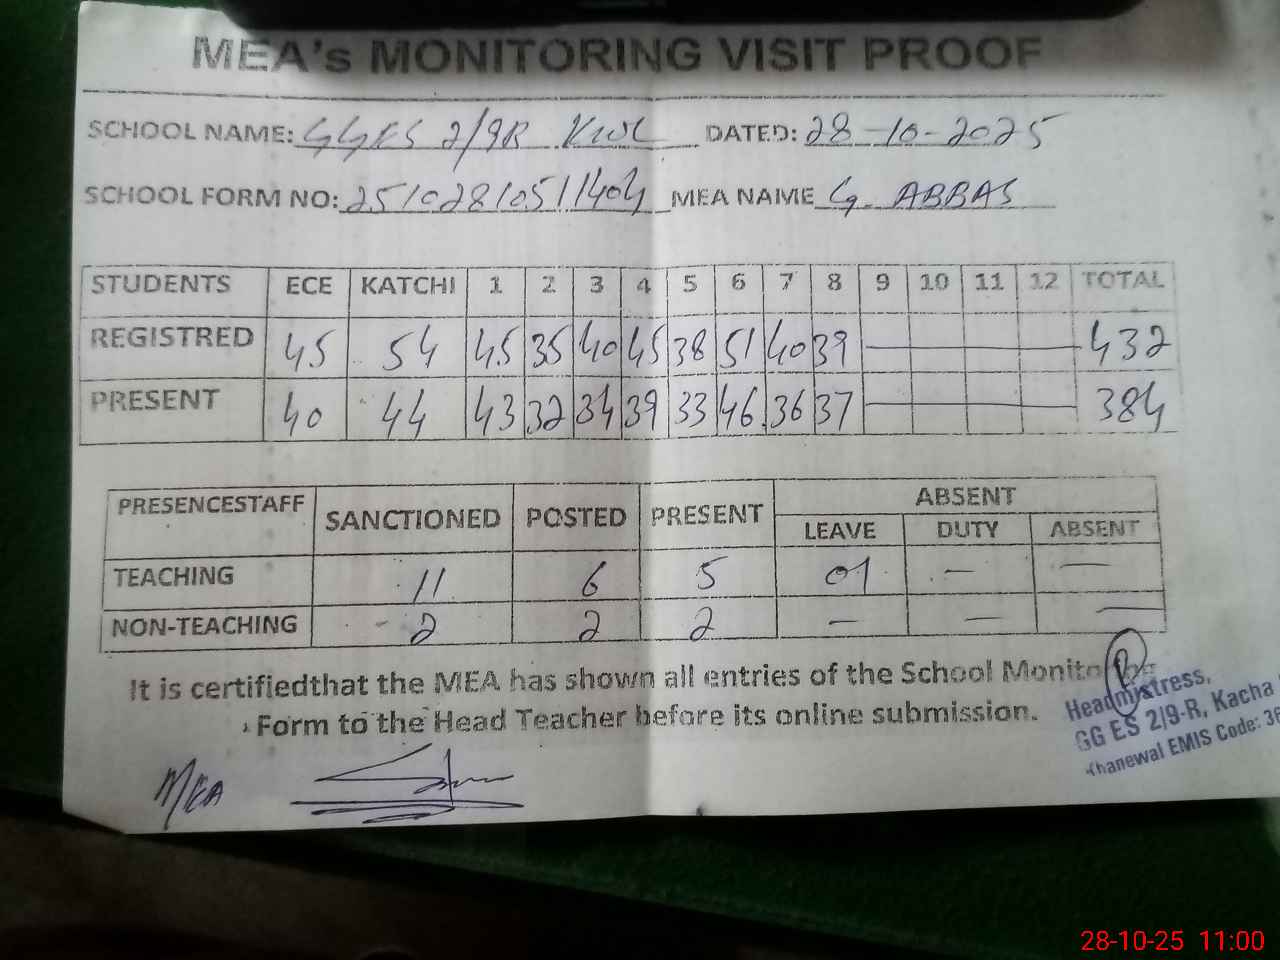 MEA's MONITORING VISIT PROOF
SCHOOL NAME: GGES 2/9R KWL DATED: 28-10-2025
SCHOOL FORM NO: 25102810511404 MEA NAME G. ABBAS
STUDENTS ECE KATCHI 1 2 3 4 5 6 7 8 9 10 11 12 TOTAL
REGISTRED 45 54 45 35 40 45 38 51 40 39 — 432
PRESENT 40 44 43 32 34 39 33 46 36 37 — 384
PRESENCESTAFF SANCTIONED POSTED PRESENT ABSENT
LEAVE DUTY ABSENT
TEACHING 11 6 5 01 — —
NON-TEACHING 2 2 2 — — —
It is certifiedthat the MEA has shown all entries of the School Monitoring
Form to the Head Teacher before its online submission.
Headmistress,
GG ES 2/9-R, Kacha
Khanewal EMIS Code: 36
MEA
28-10-25 11:00